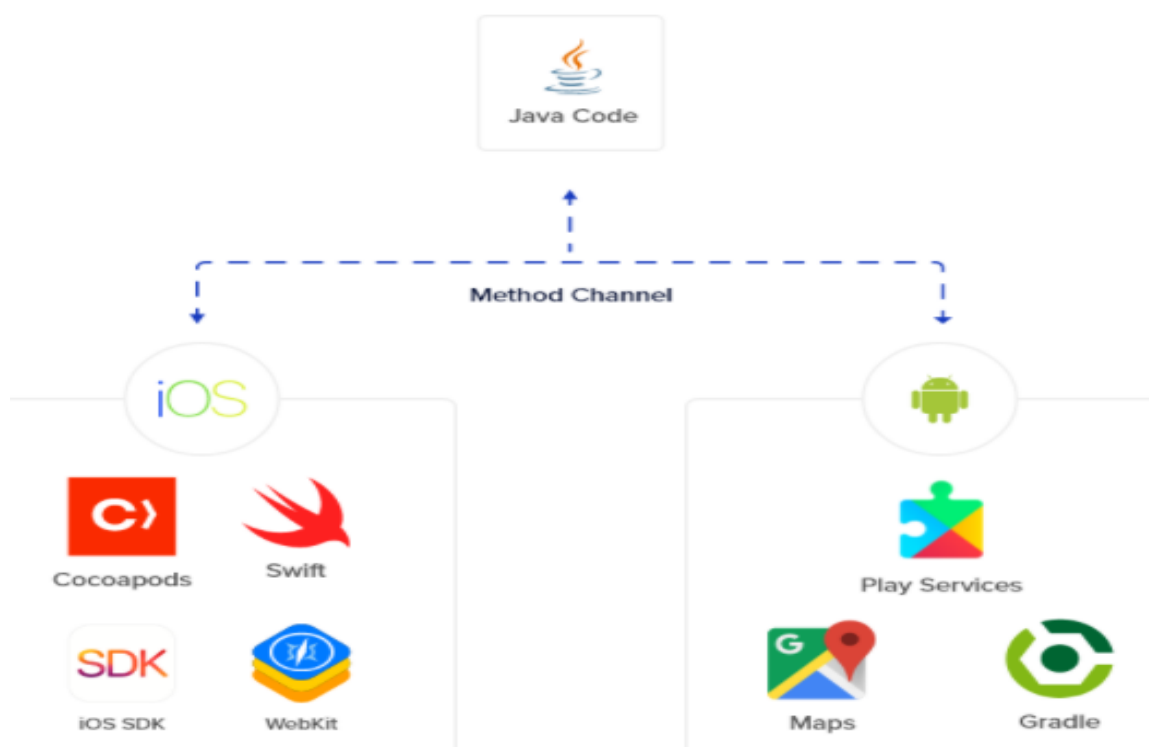 Java Code
Method Channel
iOS
Cocoapods
Swift
Play Services
SDK
iOS SDK
WebKit
G
Maps
Gradle